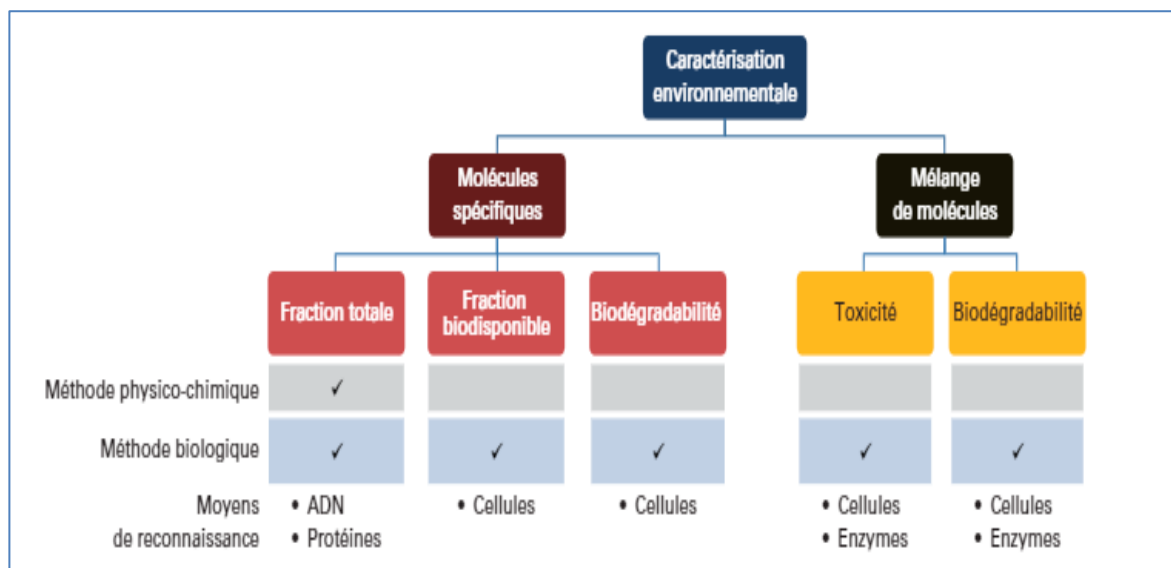 Caractérisation
environnementale
Molécules
spécifiques
Mélange
de molécules
Fraction totale
Fraction
biodisponible
Biodégradabilité
Toxicité
Biodégradabilité
Méthode physico-chimique ✓
Méthode biologique ✓ ✓ ✓ ✓ ✓
Moyens
de reconnaissance
• ADN
• Protéines
• Cellules
• Cellules
• Cellules
• Enzymes
• Cellules
• Enzymes